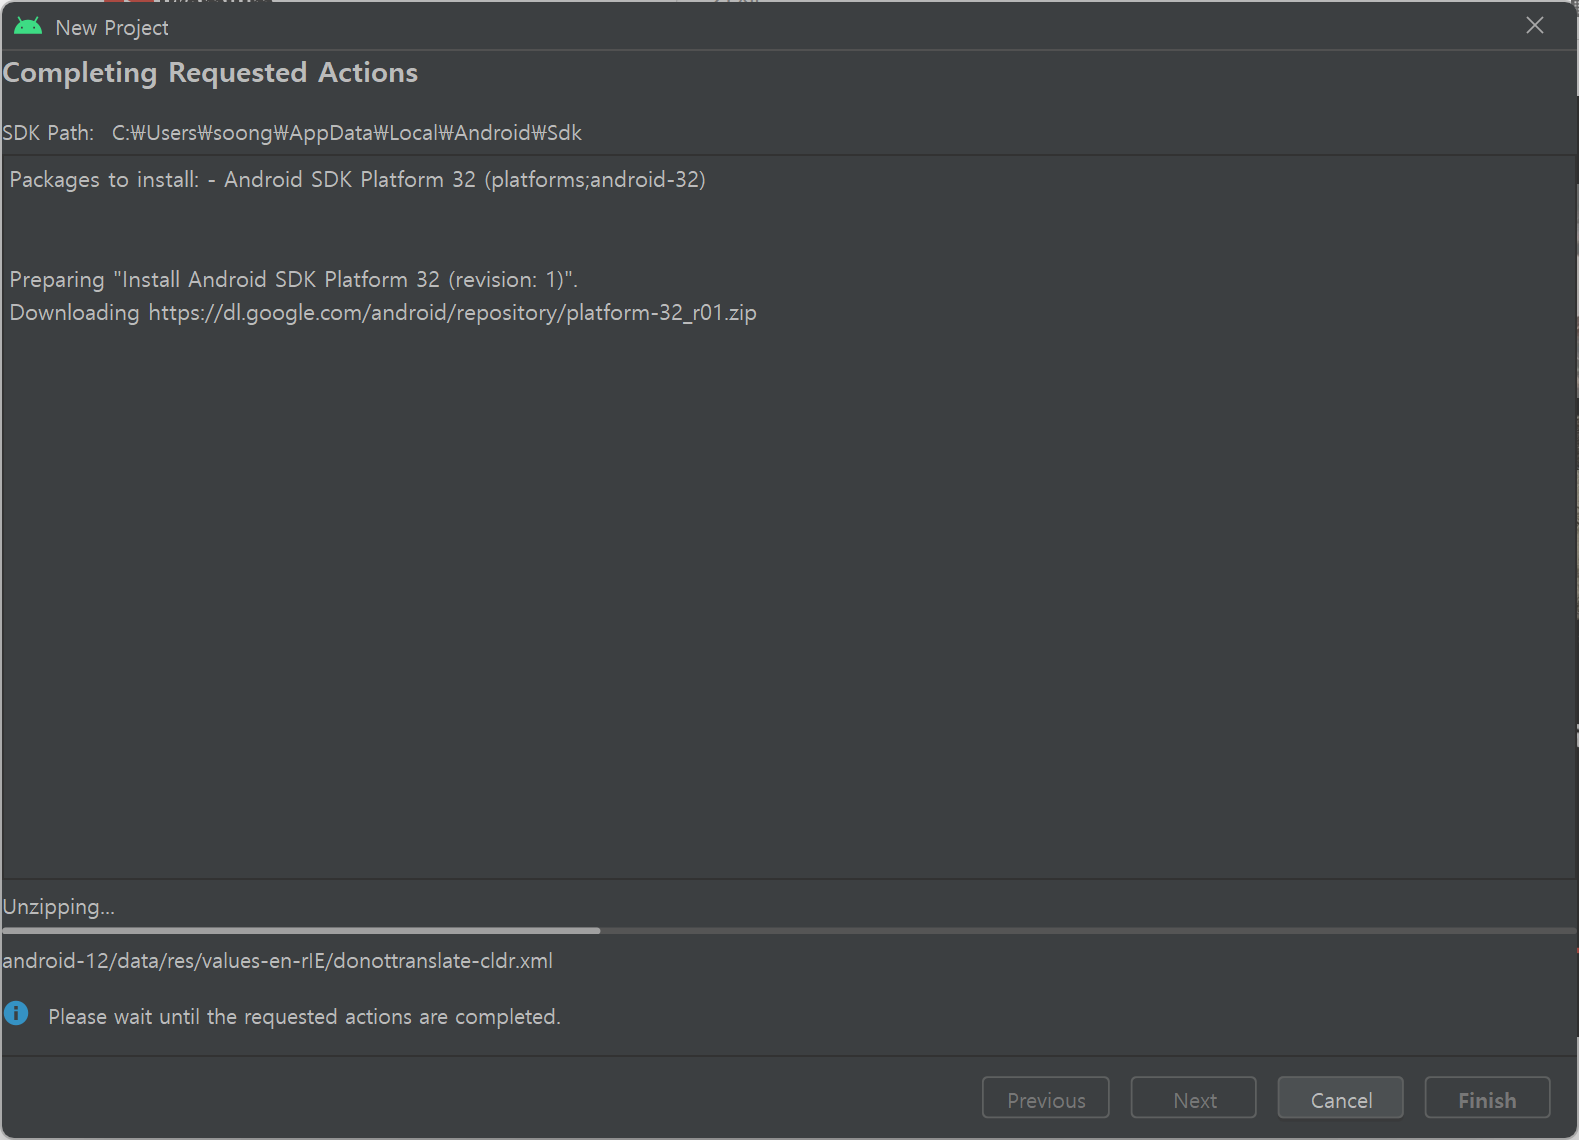 New Project
Completing Requested Actions
SDK Path: C:₩Users₩soong₩AppData₩Local₩Android₩Sdk
Packages to install: - Android SDK Platform 32 (platforms;android-32)
Preparing "Install Android SDK Platform 32 (revision: 1)".
Downloading https://dl.google.com/android/repository/platform-32_r01.zip
Unzipping...
android-12/data/res/values-en-rIE/donottranslate-cldr.xml
Please wait until the requested actions are completed.
Previous Next Cancel Finish